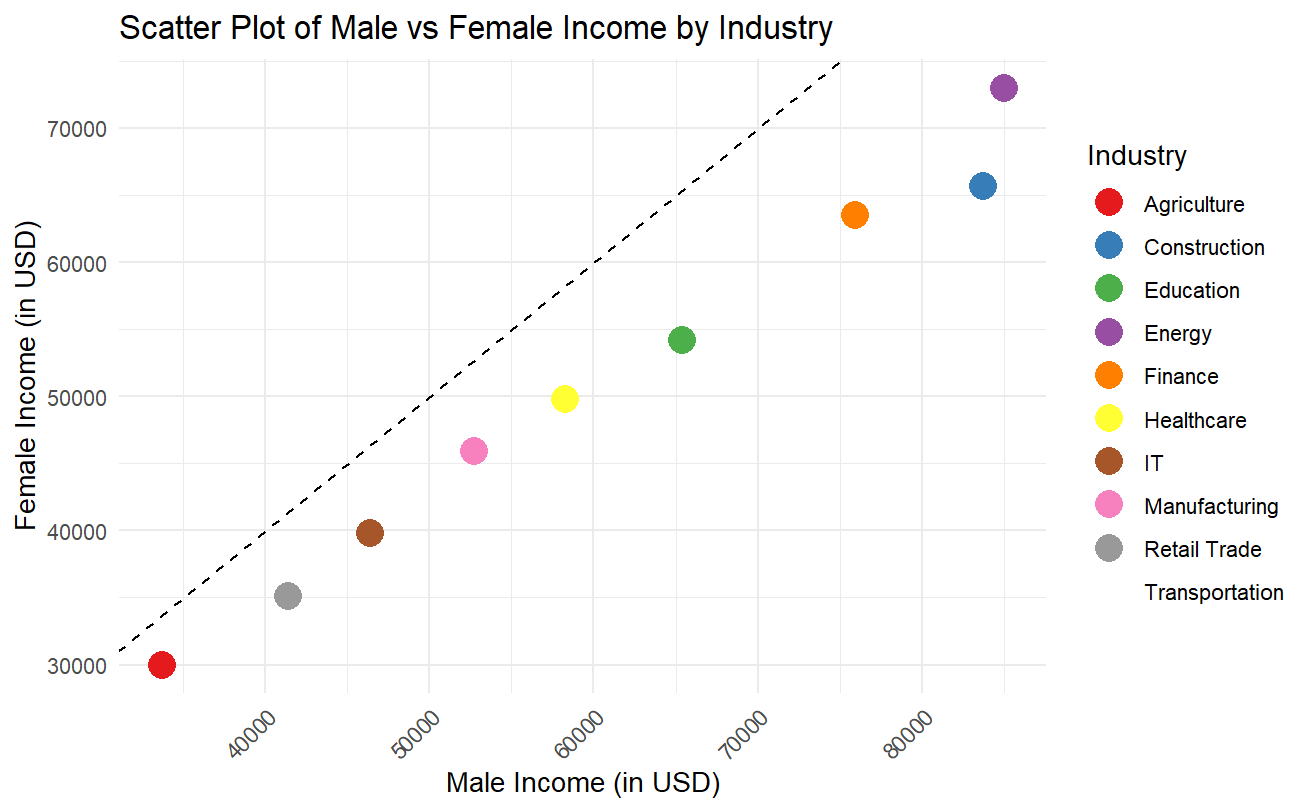 Scatter Plot of Male vs Female Income by Industry
Female Income (in USD)
70000
60000
50000
40000
30000
40000
50000
60000
70000
80000
Male Income (in USD)
Industry
Agriculture
Construction
Education
Energy
Finance
Healthcare
IT
Manufacturing
Retail Trade
Transportation